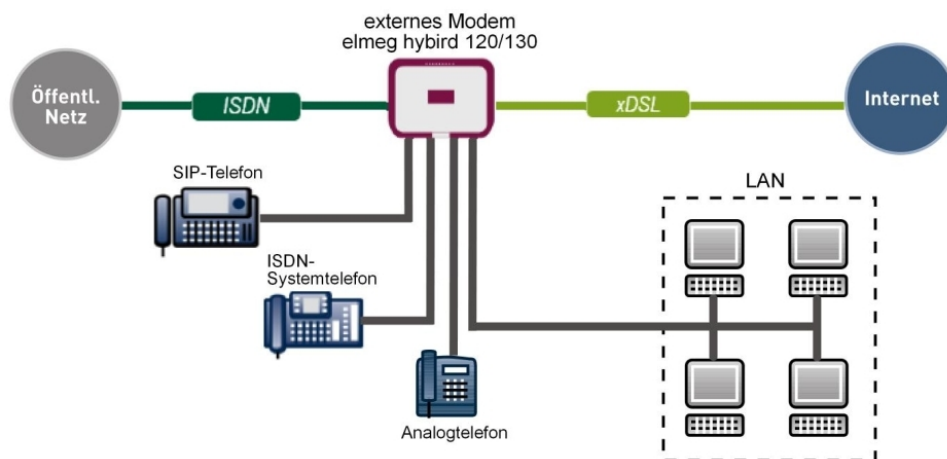 externes Modem
elmeg hybird 120/130
Öffentl.
Netz
ISDN
xDSL
Internet
SIP-Telefon
LAN
ISDN-
Systemtelefon
Analogtelefon